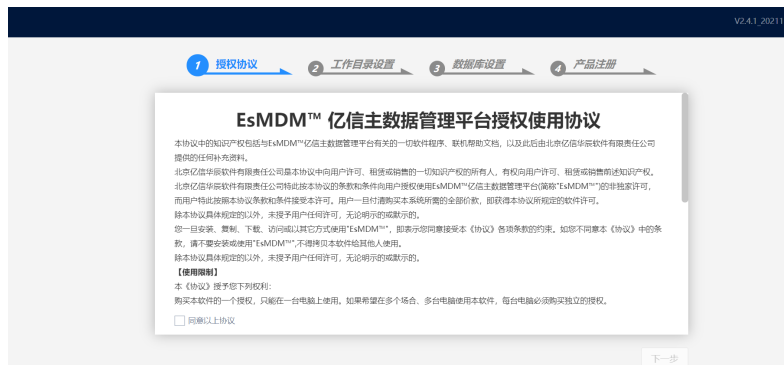 V2.4.1_20211
1 授权协议 2 工作目录设置 3 数据库设置 4 产品注册
EsMDM™ 亿信主数据管理平台授权使用协议
本协议中的知识产权包括与EsMDM™亿信主数据管理平台有关的一切软件程序、联机帮助文档，以及此后由北京亿信华辰软件有限责任公司
提供的任何补充资料。
北京亿信华辰软件有限责任公司是本协议中向用户许可、租赁或销售的一切知识产权的所有人，有权向用户许可、租赁或销售前述知识产权。
北京亿信华辰软件有限责任公司特此按本协议的条款和条件向用户授权使用EsMDM™亿信主数据管理平台(简称"EsMDM™")的非独家许可，
而用户特此按照本协议条款和条件接受本许可。用户一旦付清购买本系统所需的全部价款，即获得本协议所规定的软件许可。
除本协议具体规定的以外，未授予用户任何许可，无论明示的或默示的。
您一旦安装、复制、下载、访问或以其它方式使用"EsMDM™"，即表示您同意接受本《协议》各项条款的约束。如您不同意本《协议》中的条
款，请不要安装或使用"EsMDM™",不得拷贝本软件给其他人使用。
除本协议具体规定的以外，未授予用户任何许可，无论明示的或默示的。
【使用限制】
本《协议》授予您下列权利：
购买本软件的一个授权，只能在一台电脑上使用。如果希望在多个场合、多台电脑使用本软件，每台电脑必须购买独立的授权。
同意以上协议
下一步